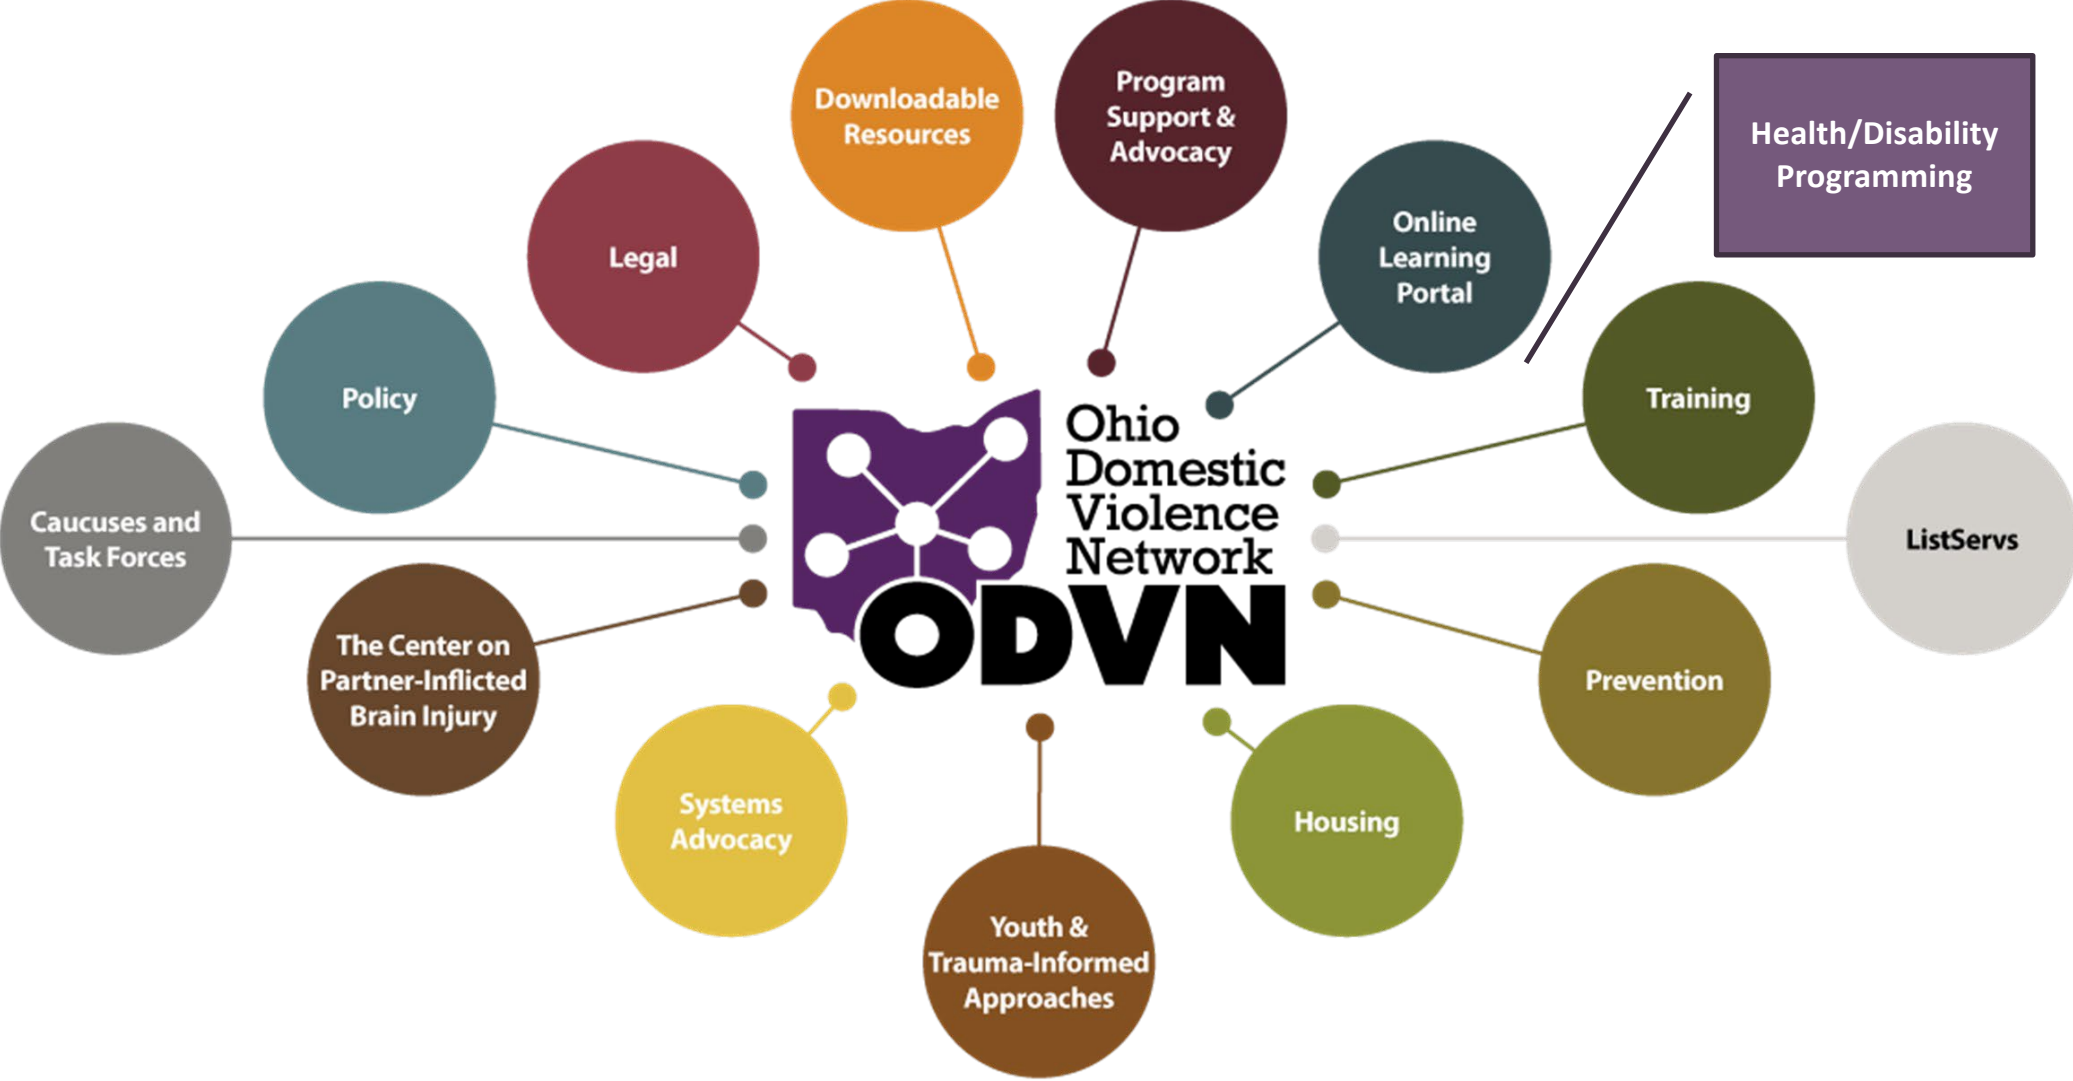 Downloadable
Resources
Program
Support &
Advocacy
Health/Disability
Programming
Legal
Online
Learning
Portal
Policy
Training
Caucuses and
Task Forces
Ohio
Domestic
Violence
Network
ODVN
ListServs
The Center on
Partner-Inflicted
Brain Injury
Prevention
Systems
Advocacy
Housing
Youth &
Trauma-Informed
Approaches